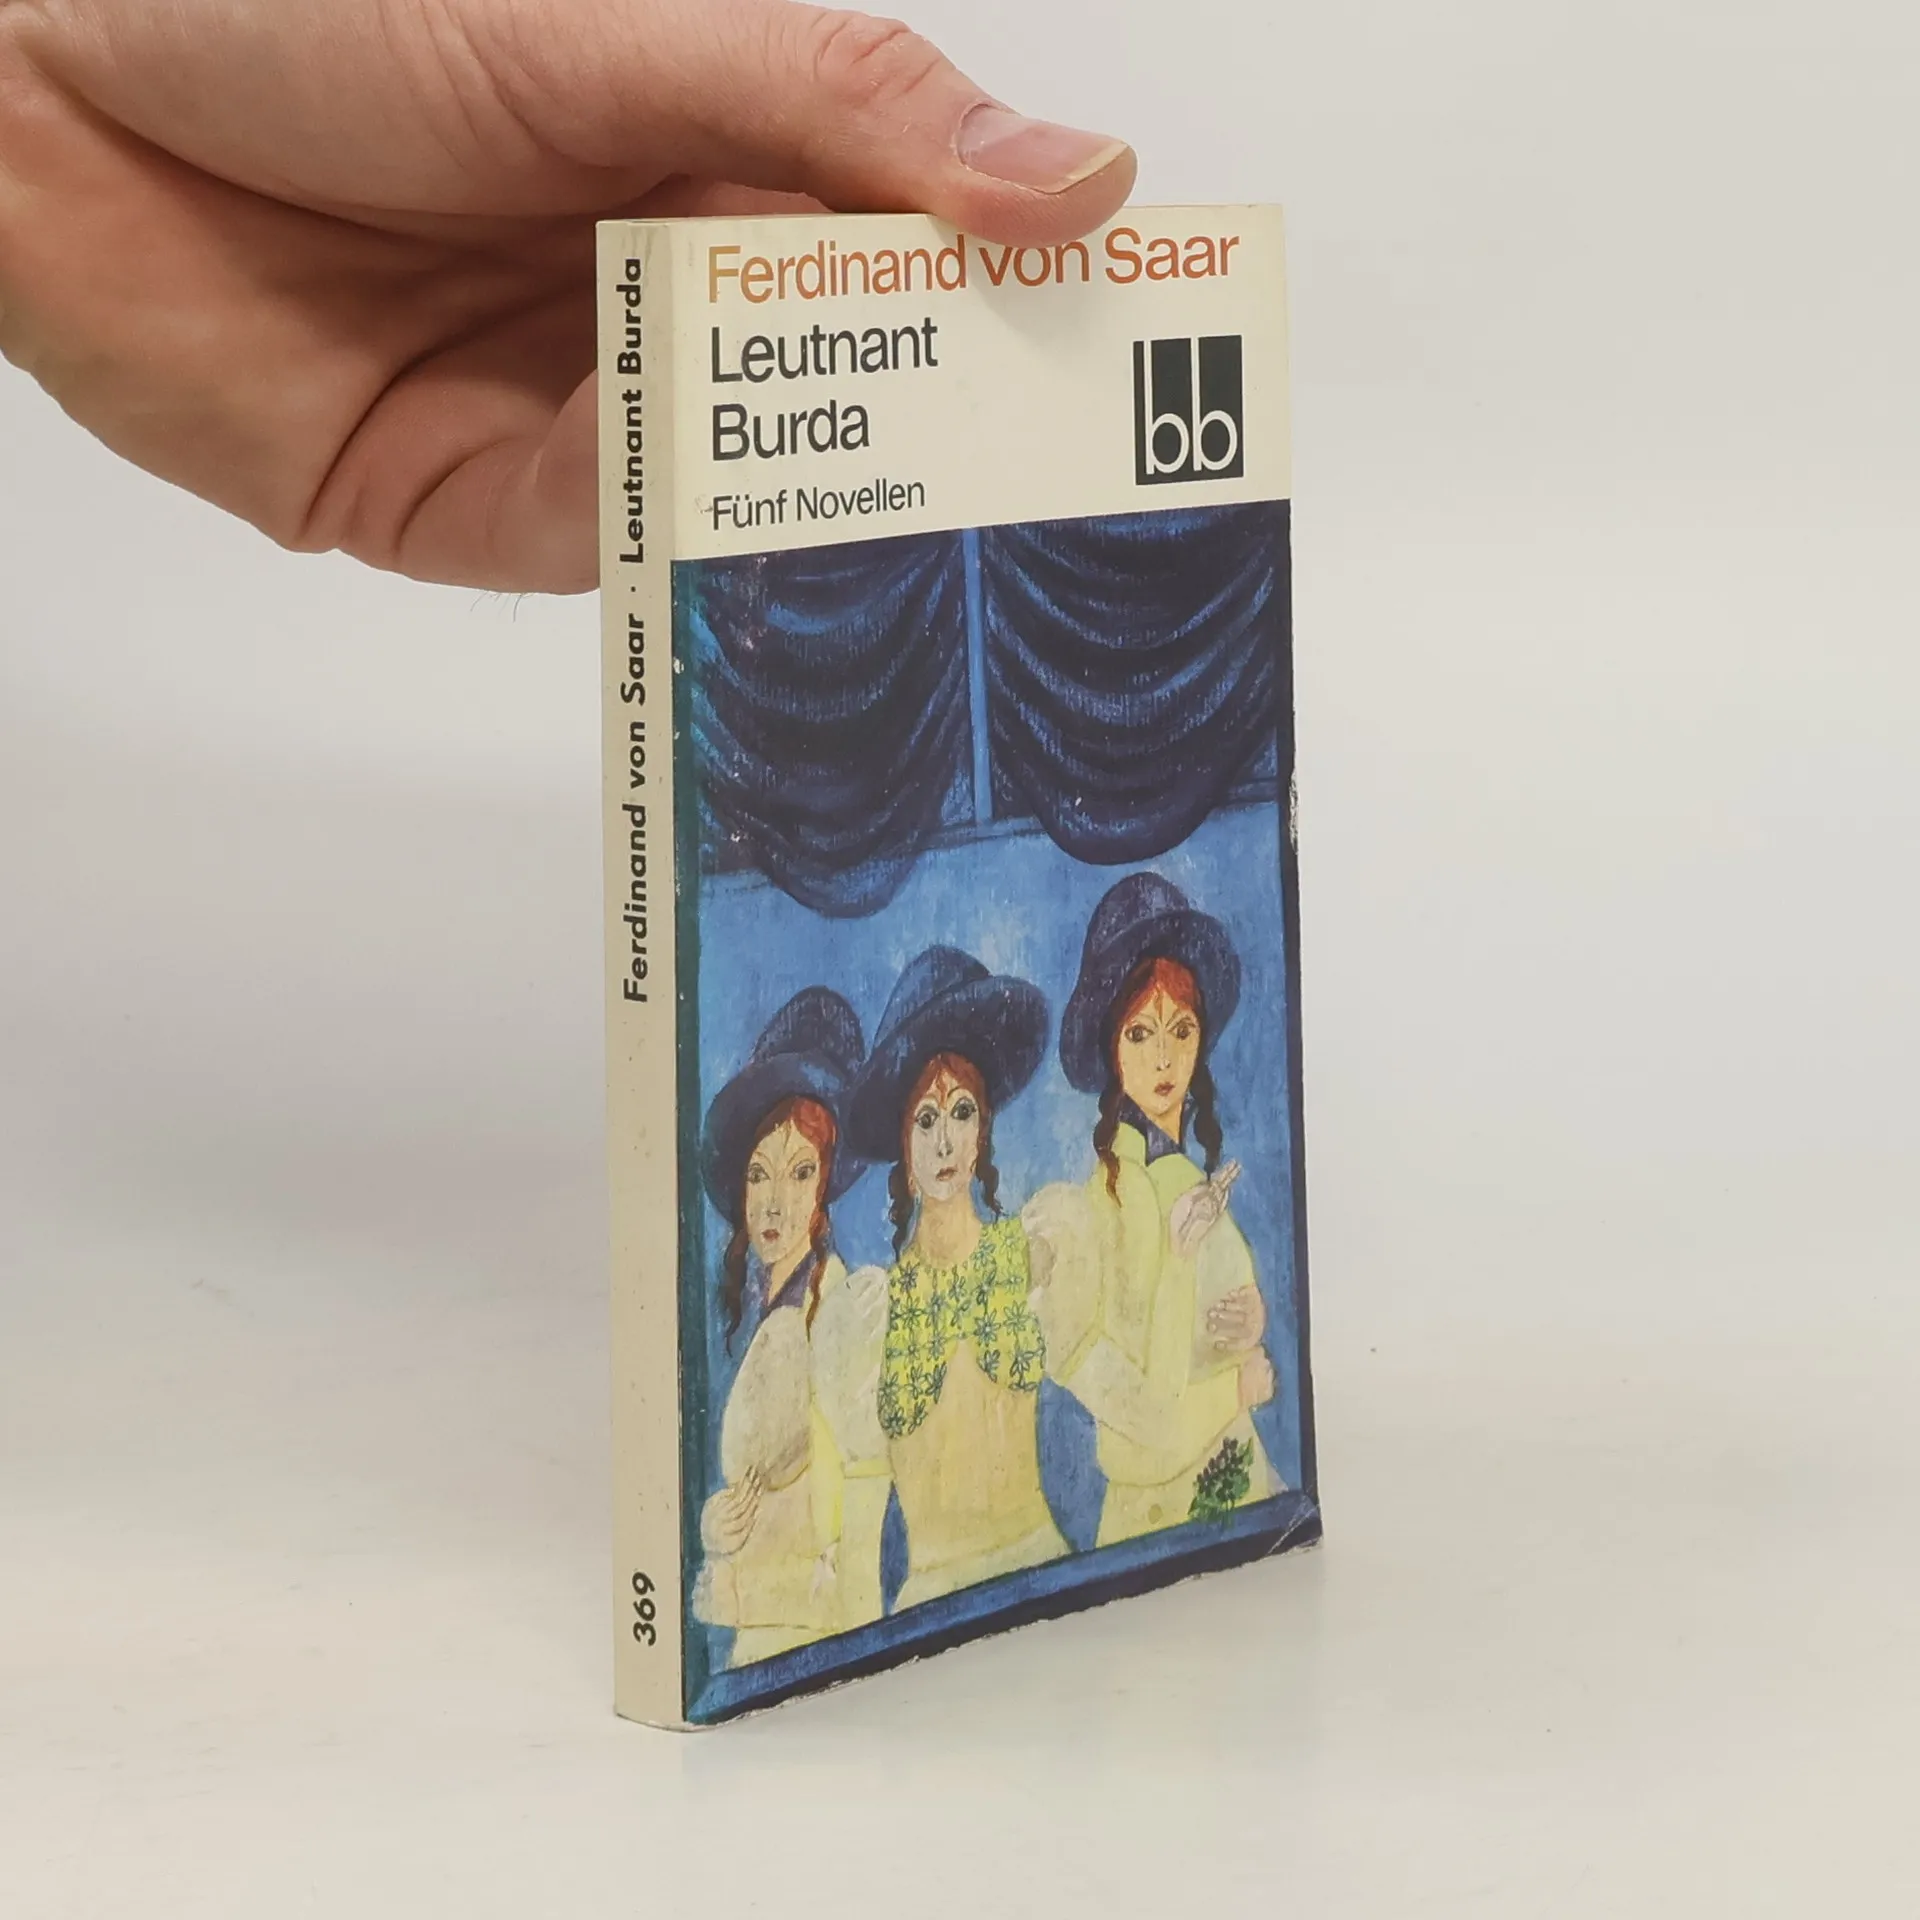 Ferdinand von Saar
Leutnant
Burda
Fünf Novellen
bb
Ferdinand von Saar · Leutnant Burda
369